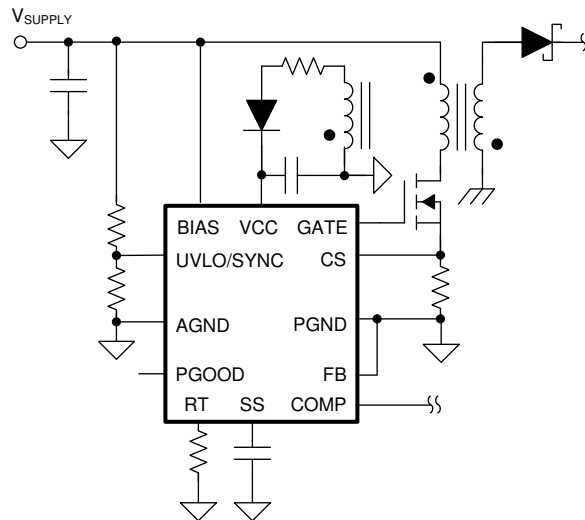 VSUPPLY
BIAS VCC GATE
UVLO/SYNC CS
AGND PGND
PGOOD FB
RT SS COMP